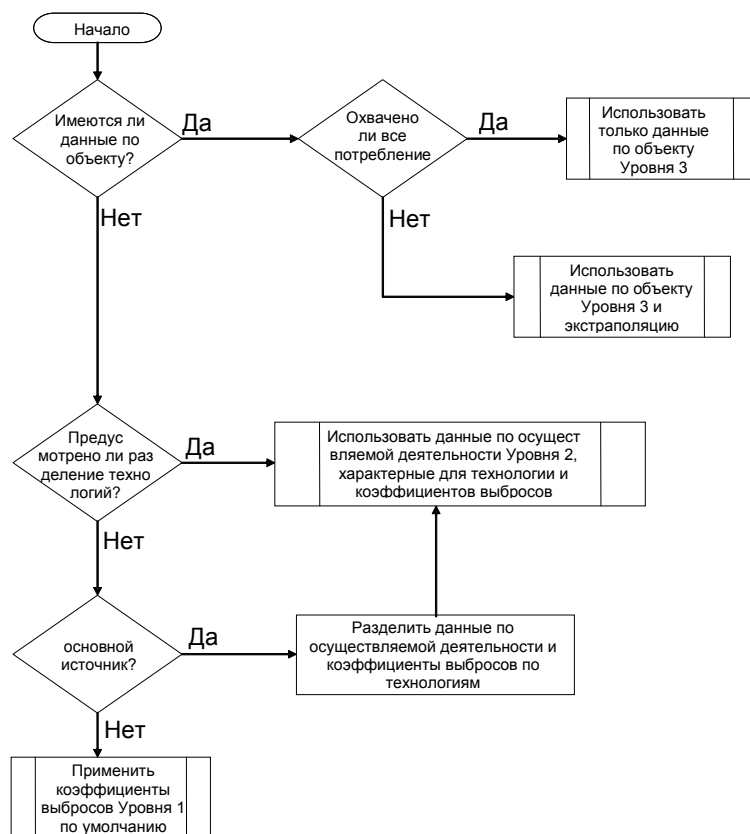 Начало
Имеются ли
данные по
объекту?
Да
Охвачено
ли все
потребление
Да
Использовать
только данные
по объекту
Уровня 3
Нет
Нет
Использовать
данные по объекту
Уровня 3 и
экстраполяцию
Предус
мотрено ли раз
деление техно
логий?
Да
Использовать данные по осущест
вляемой деятельности Уровня 2,
характерные для технологии и
коэффициентов выбросов
Нет
основной
источник?
Да
Разделить данные по
осуществляемой деятельности и
коэффициенты выбросов по
технологиям
Нет
Применить
коэффициенты
выбросов Уровня 1
по умолчанию